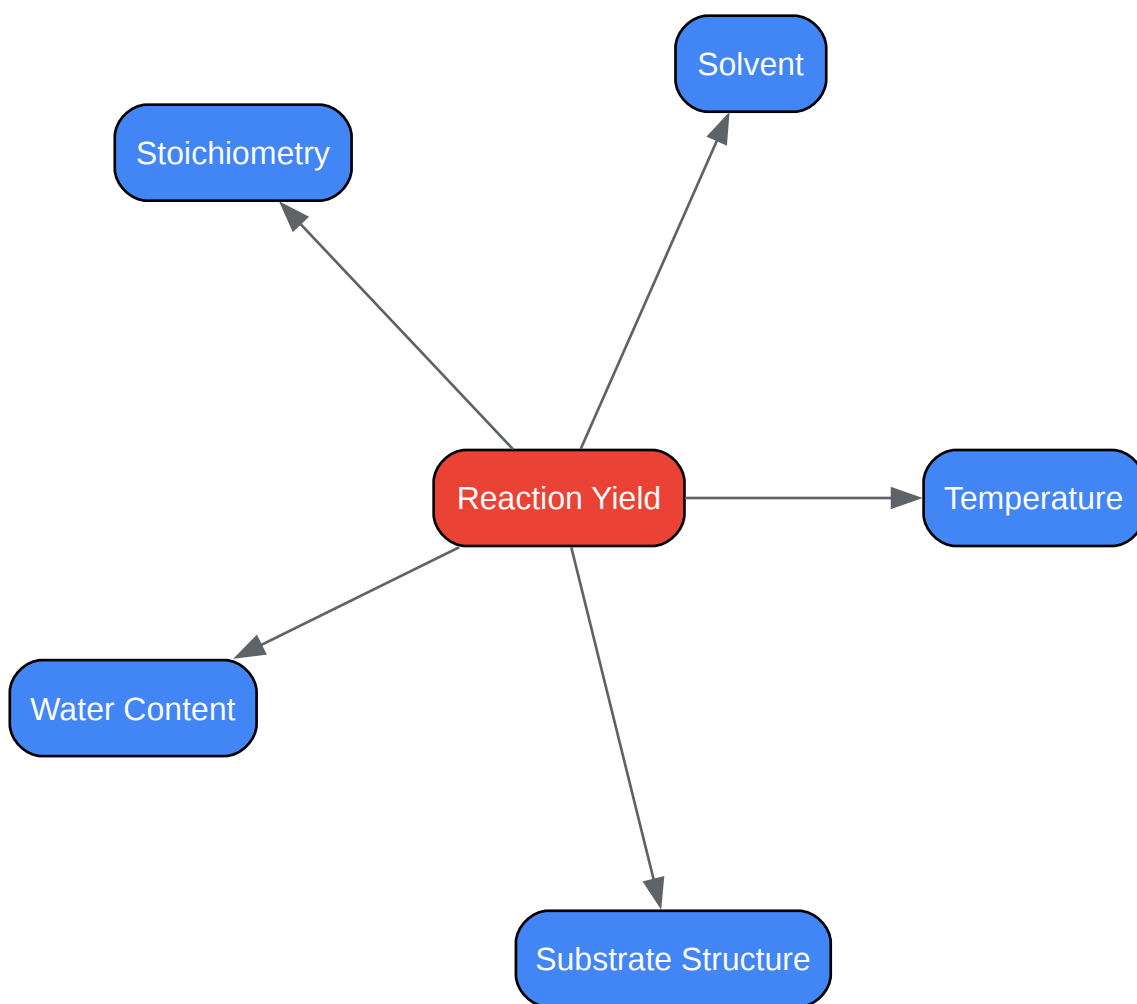 Solvent
Stoichiometry
Reaction Yield
Temperature
Water Content
Substrate Structure